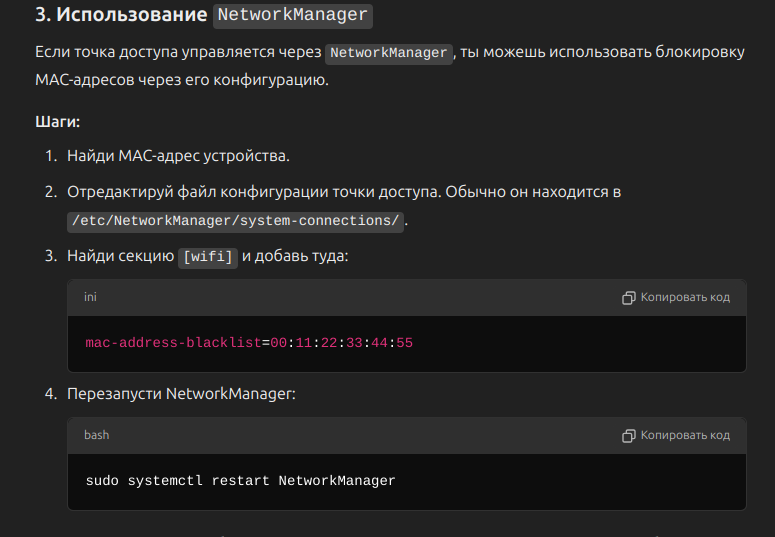 3. Использование NetworkManager
Если точка доступа управляется через NetworkManager, ты можешь использовать блокировку
MAC-адресов через его конфигурацию.
Шаги:
1. Найди MAC-адрес устройства.
2. Отредактируй файл конфигурации точки доступа. Обычно он находится в
/etc/NetworkManager/system-connections/.
3. Найди секцию [wifi] и добавь туда:
ini Копировать код
mac-address-blacklist=00:11:22:33:44:55
4. Перезапусти NetworkManager:
bash Копировать код
sudo systemctl restart NetworkManager